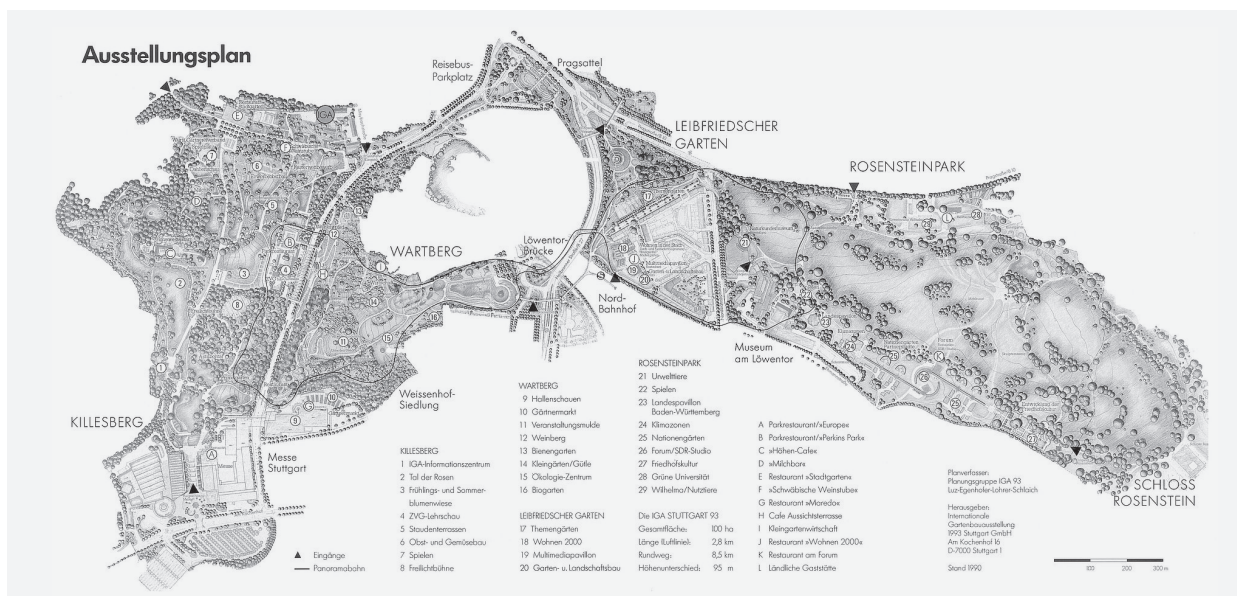 Ausstellungsplan
Reisebus-
Parkplatz
Pragsattel
LEIBFRIEDSCHER
GARTEN
ROSENSTEINPARK
IGA
WARTBERG
Löwentor-
Brücke
Nord-
Bahnhof
Museum
am Löwentor
Weissenhof-
Siedlung
KILLESBERG
Messe
Stuttgart
Messe
SCHLOSS
ROSENSTEIN
▲ Eingänge
— Panoramabahn
KILLESBERG
1 IGA-Informationszentrum
2 Tal der Rosen
3 Frühlings- und Sommer-
blumenwiese
4 ZVG-Lehrschau
5 Staudenterrassen
6 Obst- und Gemüsebau
7 Spielen
8 Freilichtbühne
WARTBERG
9 Hallenschauen
10 Gärtnermarkt
11 Veranstaltungsmulde
12 Weinberg
13 Bienengarten
14 Kleingärten/Gütle
15 Ökologie-Zentrum
16 Biogarten
LEIBFRIEDSCHER GARTEN
17 Themengärten
18 Wohnen 2000
19 Multimediapavillon
20 Garten- u. Landschaftsbau
ROSENSTEINPARK
21 Urwelttiere
22 Spielen
23 Landespavillon
Baden-Württemberg
24 Klimazonen
25 Nationengärten
26 Forum/SDR-Studio
27 Friedhofskultur
28 Grüne Universität
29 Wilhelma/Nutztiere
Die IGA STUTTGART 93
Gesamtfläche: 100 ha
Länge (Luftlinie): 2,8 km
Rundweg: 8,5 km
Höhenunterschied: 95 m
A Parkrestaurant/»Europe«
B Parkrestaurant/»Perkins Park«
C »Höhen-Cafe«
D »Milchbar«
E Restaurant »Stadtgarten«
F »Schwäbische Weinstube«
G Restaurant »Maredo«
H Cafe Aussichtsterrasse
I Kleingartenwirtschaft
J Restaurant »Wohnen 2000«
K Restaurant am Forum
L Ländliche Gaststätte
Planverfasser:
Planungsgruppe IGA 93
Luz-Egenhofer-Lohrer-Schlaich
Herausgeben:
Internationale
Gartenbauausstellung
1993 Stuttgart GmbH
Am Kochenhof 16
D-7000 Stuttgart 1
Stand 1990
100 200 300 m